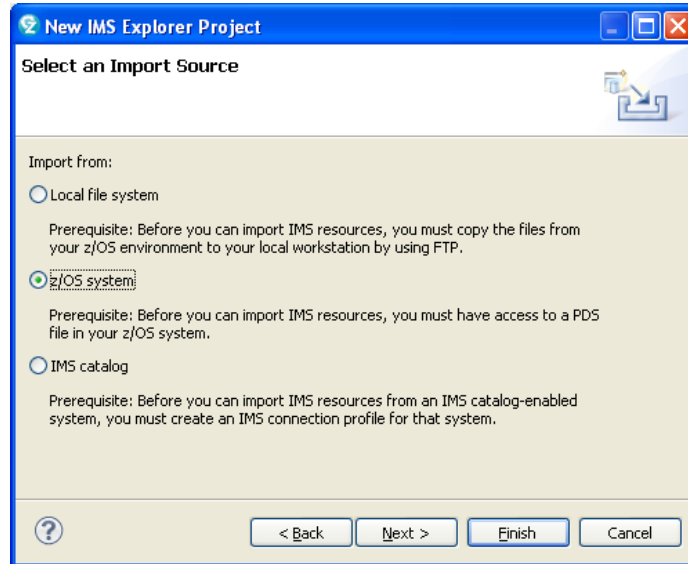 New IMS Explorer Project
Select an Import Source
Import from:
Local file system
Prerequisite: Before you can import IMS resources, you must copy the files from
your z/OS environment to your local workstation by using FTP.
z/OS system
Prerequisite: Before you can import IMS resources, you must have access to a PDS
file in your z/OS system.
IMS catalog
Prerequisite: Before you can import IMS resources from an IMS catalog-enabled
system, you must create an IMS connection profile for that system.
? < Back Next > Finish Cancel